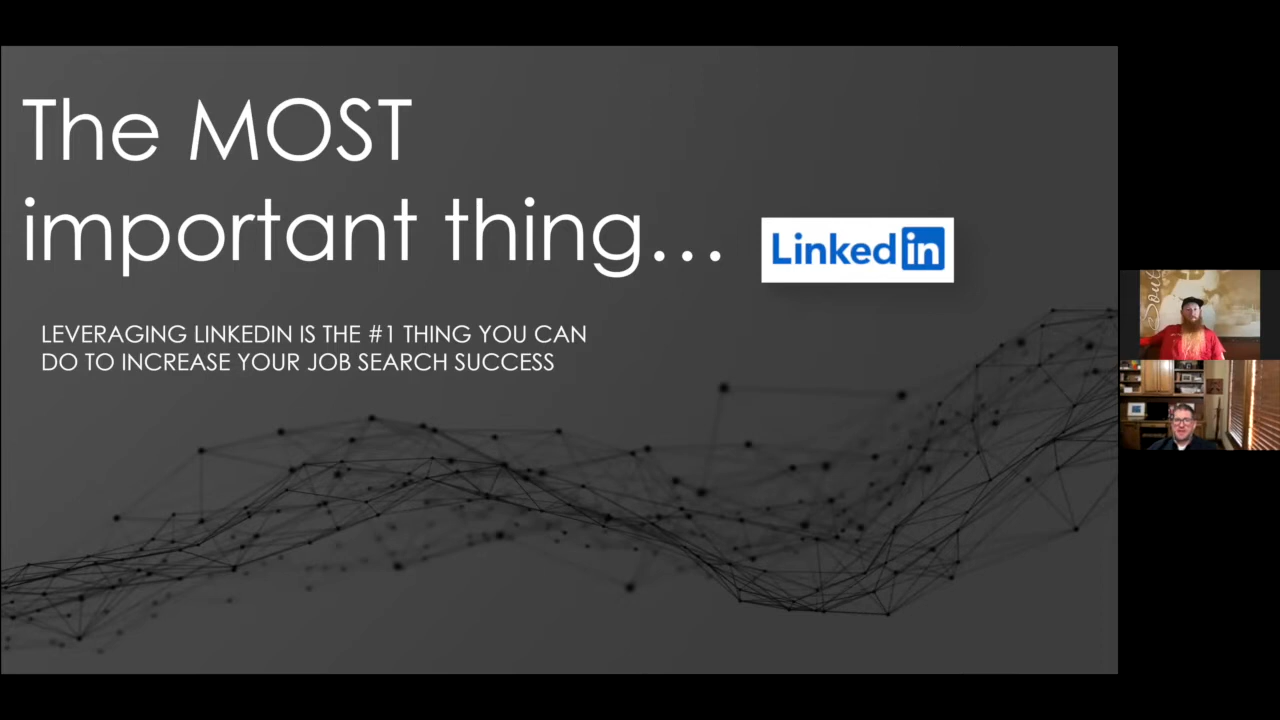 The MOST
important thing...
LinkedIn
LEVERAGING LINKEDIN IS THE #1 THING YOU CAN
DO TO INCREASE YOUR JOB SEARCH SUCCESS